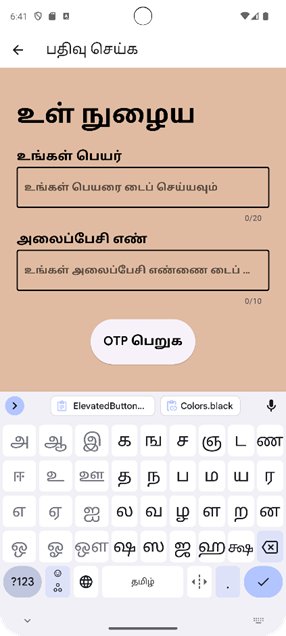 6:41
பதிவு செய்க
உள் நுழைய
உங்கள் பெயர்
உங்கள் பெயரை டைப் செய்யவும்
0/20
அலைப்பேசி எண்
உங்கள் அலைப்பேசி எண்ணை டைப் ...
0/10
OTP பெறுக
ElevatedButton... Colors.black
அ ஆ இ க ங ச ஞ ட ண
ஈ உ ஊ த ந ப ம ய ர
எ ஏ ஐ ல வ ழ ள ற ன
ஒ ஓ ஔ ஷ ஸ ஜ ஹ க்ஷ
?123 தமிழ் .